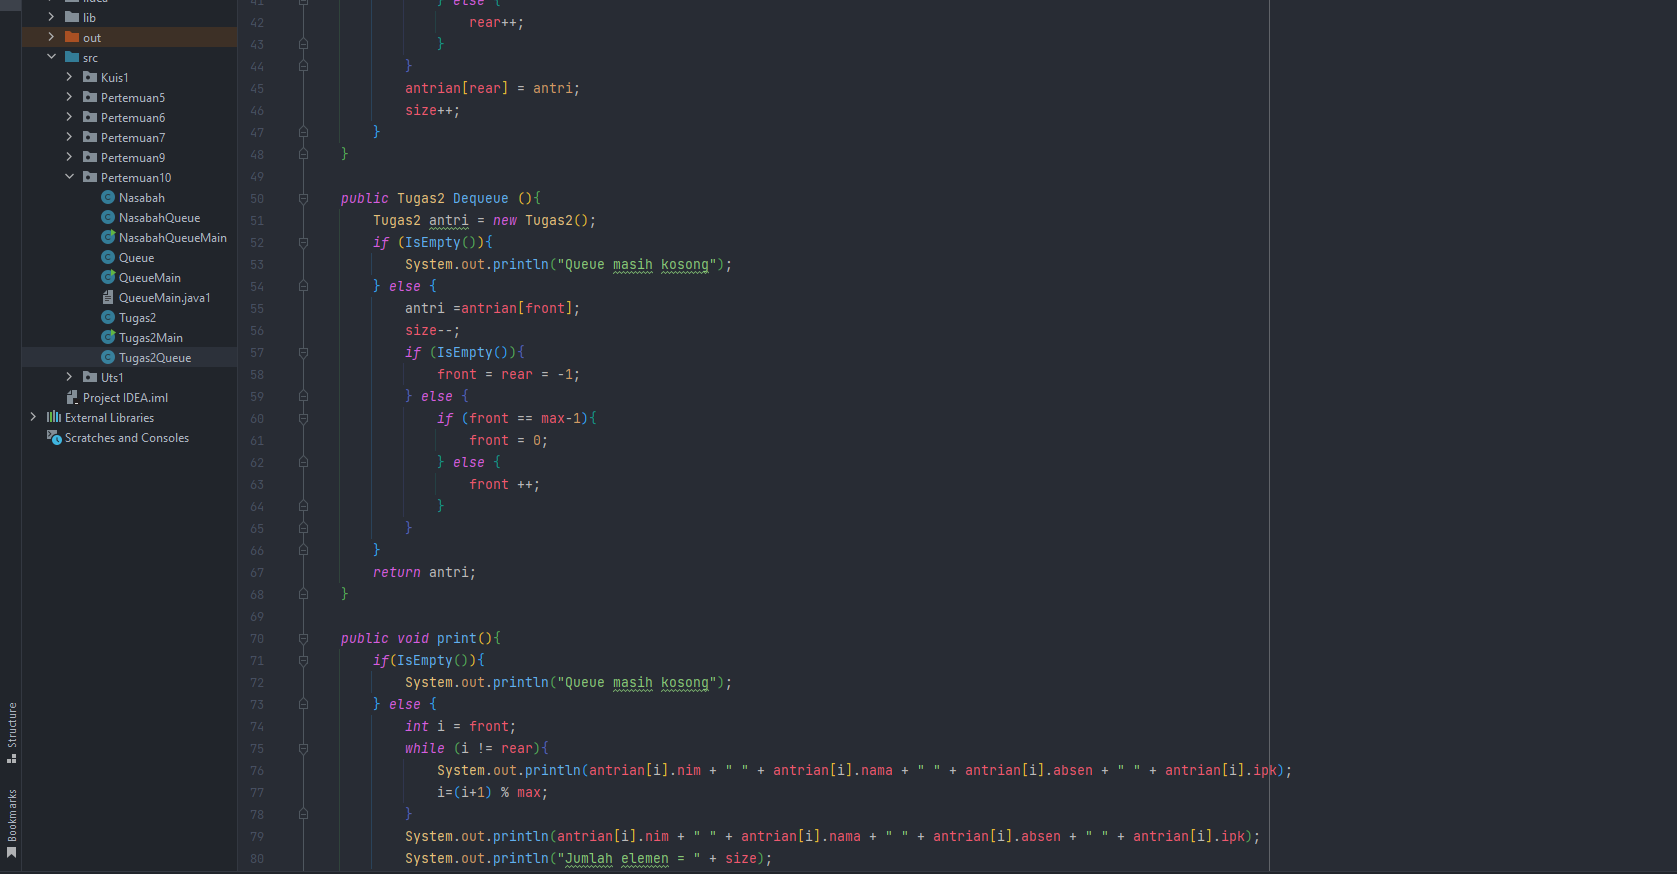 lib
out
src
Kuis1
Pertemuan5
Pertemuan6
Pertemuan7
Pertemuan9
Pertemuan10
Nasabah
NasabahQueue
NasabahQueueMain
Queue
QueueMain
QueueMain.java1
Tugas2
Tugas2Main
Tugas2Queue
Uts1
Project IDEA.iml
External Libraries
Scratches and Consoles
Structure
Bookmarks
41 } else {
42 rear++;
43 }
44 }
45 antrian[rear] = antri;
46 size++;
47 }
48 }
49
50 public Tugas2 Dequeue (){
51 Tugas2 antri = new Tugas2();
52 if (IsEmpty()){
53 System.out.println("Queue masih kosong");
54 } else {
55 antri =antrian[front];
56 size--;
57 if (IsEmpty()){
58 front = rear = -1;
59 } else {
60 if (front == max-1){
61 front = 0;
62 } else {
63 front ++;
64 }
65 }
66 }
67 return antri;
68 }
69
70 public void print(){
71 if(IsEmpty()){
72 System.out.println("Queue masih kosong");
73 } else {
74 int i = front;
75 while (i != rear){
76 System.out.println(antrian[i].nim + " " + antrian[i].nama + " " + antrian[i].absen + " " + antrian[i].ipk);
77 i=(i+1) % max;
78 }
79 System.out.println(antrian[i].nim + " " + antrian[i].nama + " " + antrian[i].absen + " " + antrian[i].ipk);
80 System.out.println("Jumlah elemen = " + size);